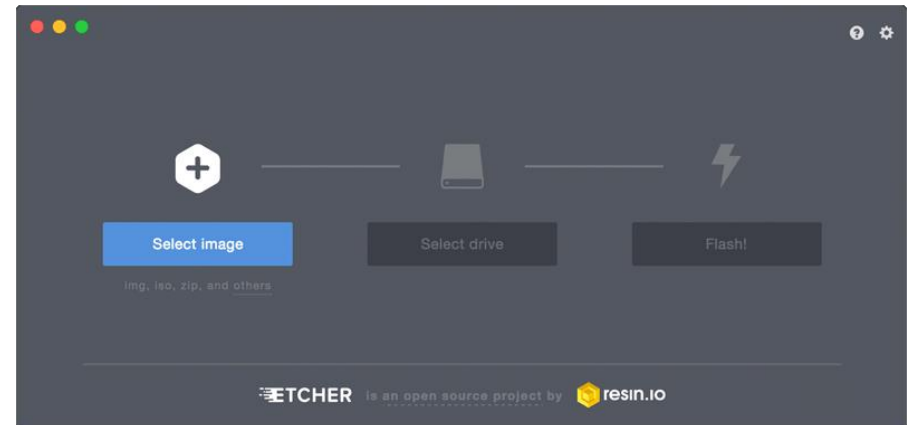 Select image
Select drive
Flash!
img, iso, zip, and others
ETCHER is an open source project by resin.io